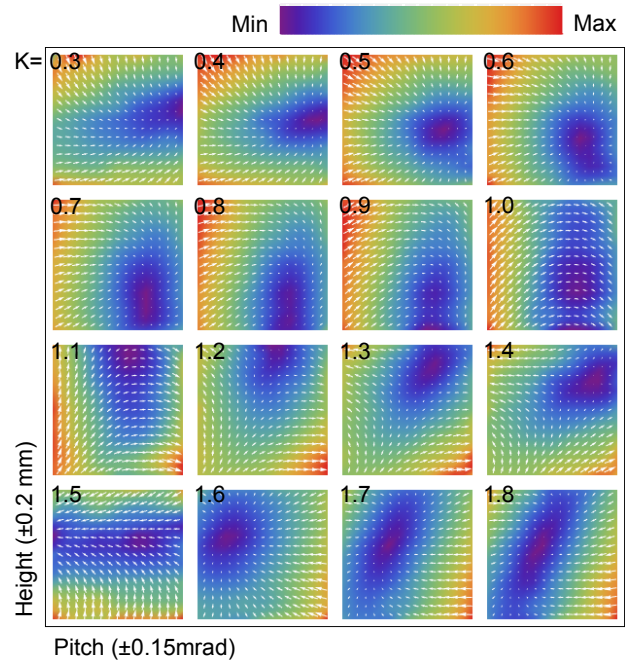 Min Max
K= 0.3 0.4 0.5 0.6
0.7 0.8 0.9 1.0
1.1 1.2 1.3 1.4
1.5 1.6 1.7 1.8
Height (±0.2 mm)
Pitch (±0.15mrad)